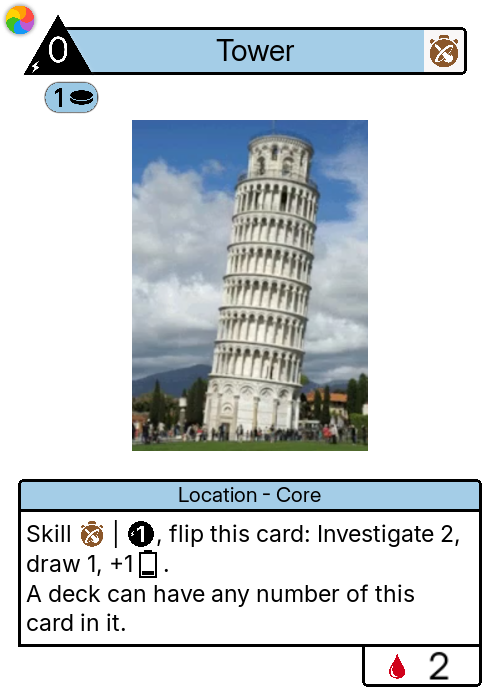 0 Tower
1
Location - Core
Skill | 1, flip this card: Investigate 2,
draw 1, +1 .
A deck can have any number of this
card in it.
2